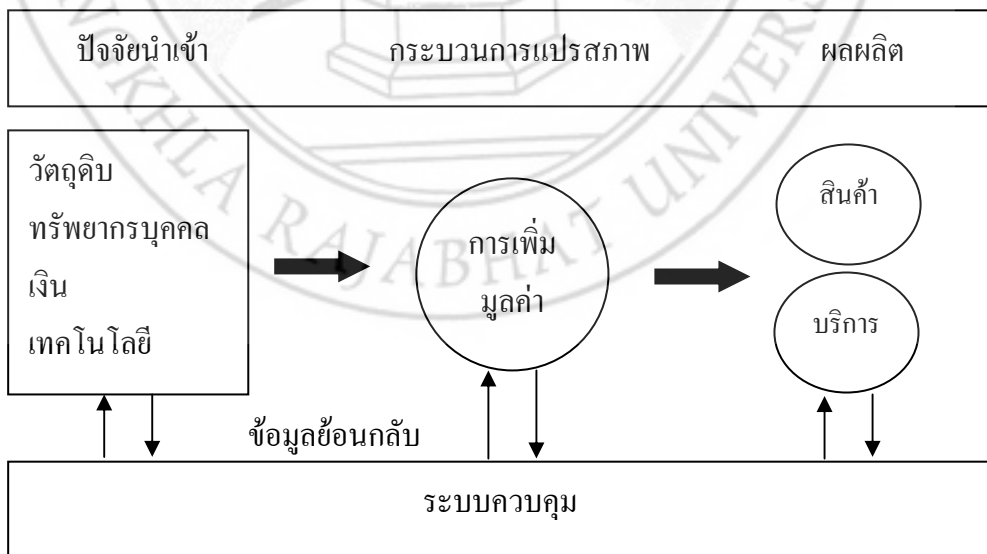 ปัจจัยนำเข้า กระบวนการแปรสภาพ ผลผลิต
วัตถุดิบ
ทรัพยากรบุคคล
เงิน
เทคโนโลยี
การเพิ่ม
มูลค่า
สินค้า
บริการ
ข้อมูลย้อนกลับ
ระบบควบคุม
RAJABHAT